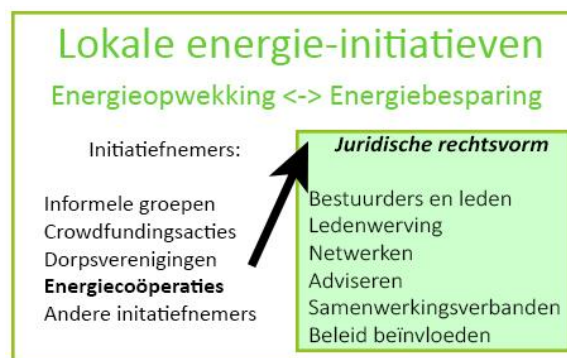 Lokale energie-initiatieven
Energieopwekking <-> Energiebesparing
Initiatiefnemers:
Informele groepen
Crowdfundingsacties
Dorpsverenigingen
Energiecoöperaties
Andere initatiefnemers
Juridische rechtsvorm
Bestuurders en leden
Ledenwerving
Netwerken
Adviseren
Samenwerkingsverbanden
Beleid beïnvloeden